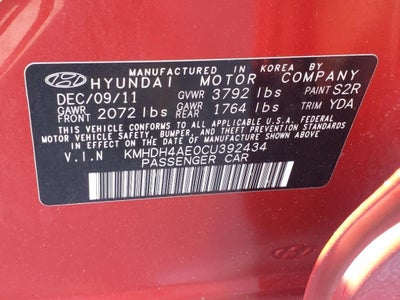 MANUFACTURED IN KOREA BY
HYUNDAI MOTOR COMPANY
DEC/09/11 GVWR 3792 lbs PAINT S2R
GAWR FRONT 2072 lbs GAWR REAR 1764 lbs TRIM YDA
THIS VEHICLE CONFORMS TO ALL APPLICABLE U.S.A. FEDERAL
MOTOR VEHICLE SAFETY, BUMPER, AND THEFT PREVENTION
STANDARDS IN EFFECT ON THE DATE OF MANUFACTURE SHOWN ABOVE.
V.I.N KMHDH4AE0CU392434
PASSENGER CAR